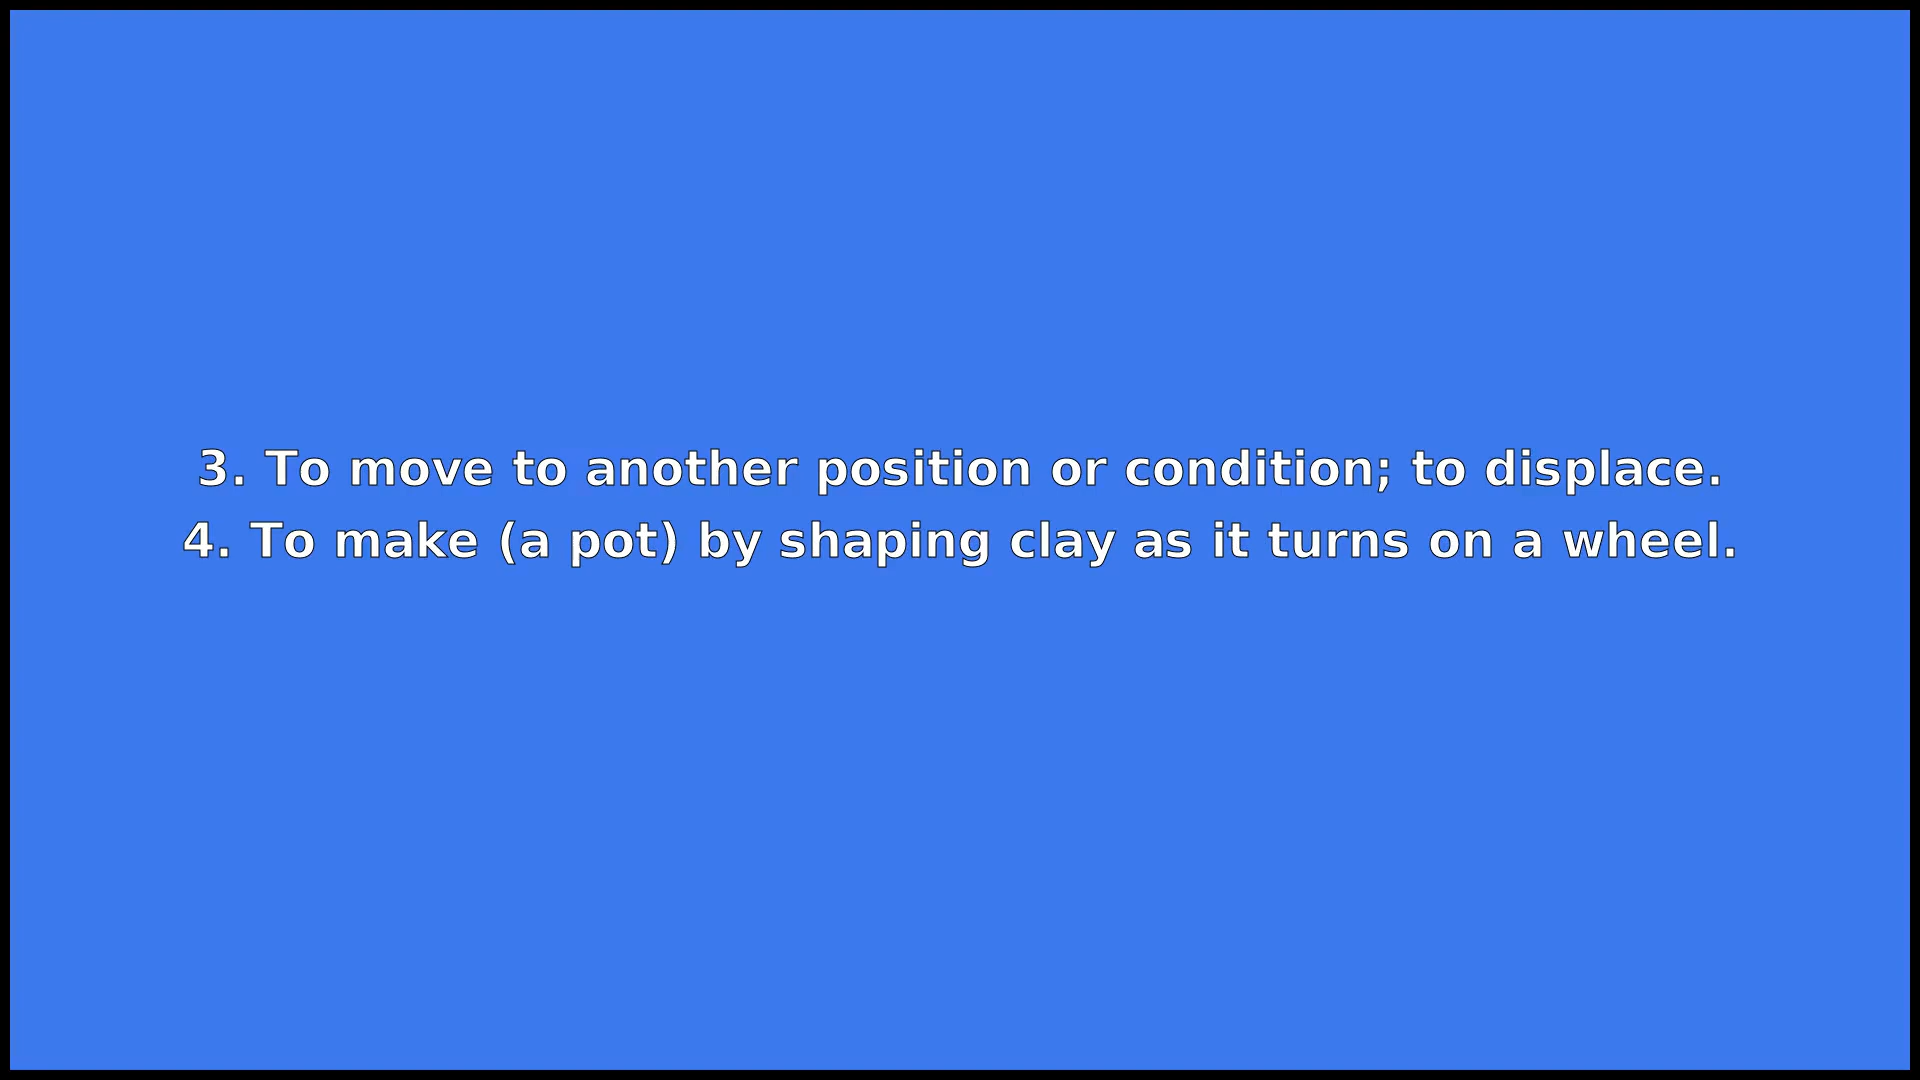 3. To move to another position or condition; to displace.
4. To make (a pot) by shaping clay as it turns on a wheel.